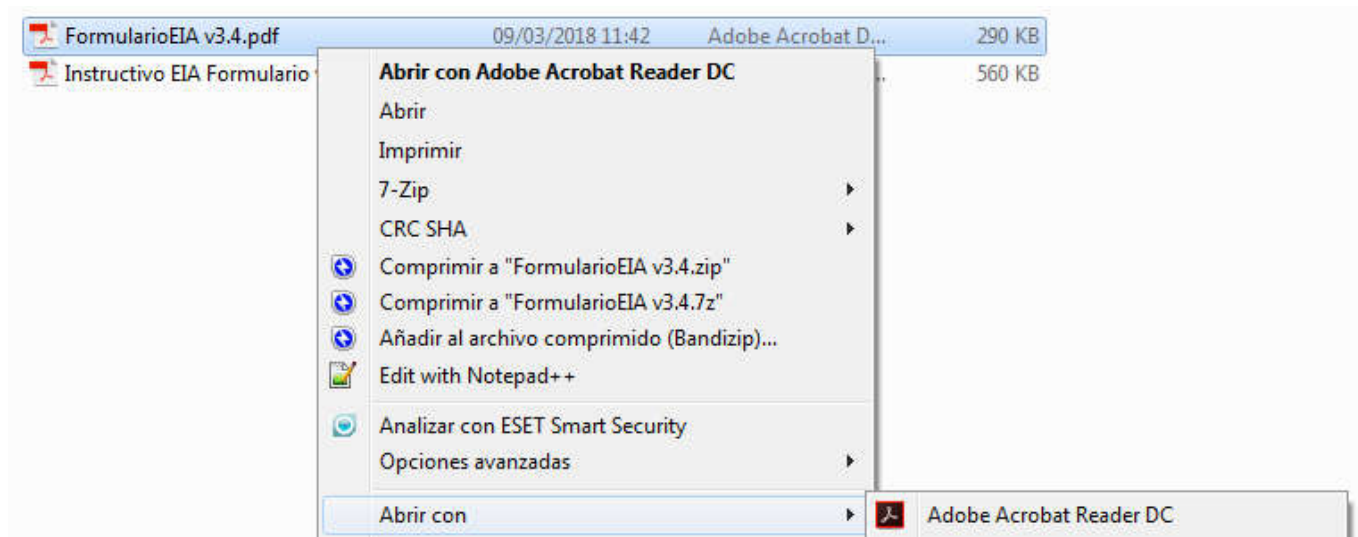 FormularioEIA v3.4.pdf 09/03/2018 11:42 Adobe Acrobat D... 290 KB
Instructivo EIA Formulario .. 560 KB
Abrir con Adobe Acrobat Reader DC
Abrir
Imprimir
7-Zip
CRC SHA
Comprimir a "FormularioEIA v3.4.zip"
Comprimir a "FormularioEIA v3.4.7z"
Añadir al archivo comprimido (Bandizip)...
Edit with Notepad++
Analizar con ESET Smart Security
Opciones avanzadas
Abrir con
Adobe Acrobat Reader DC